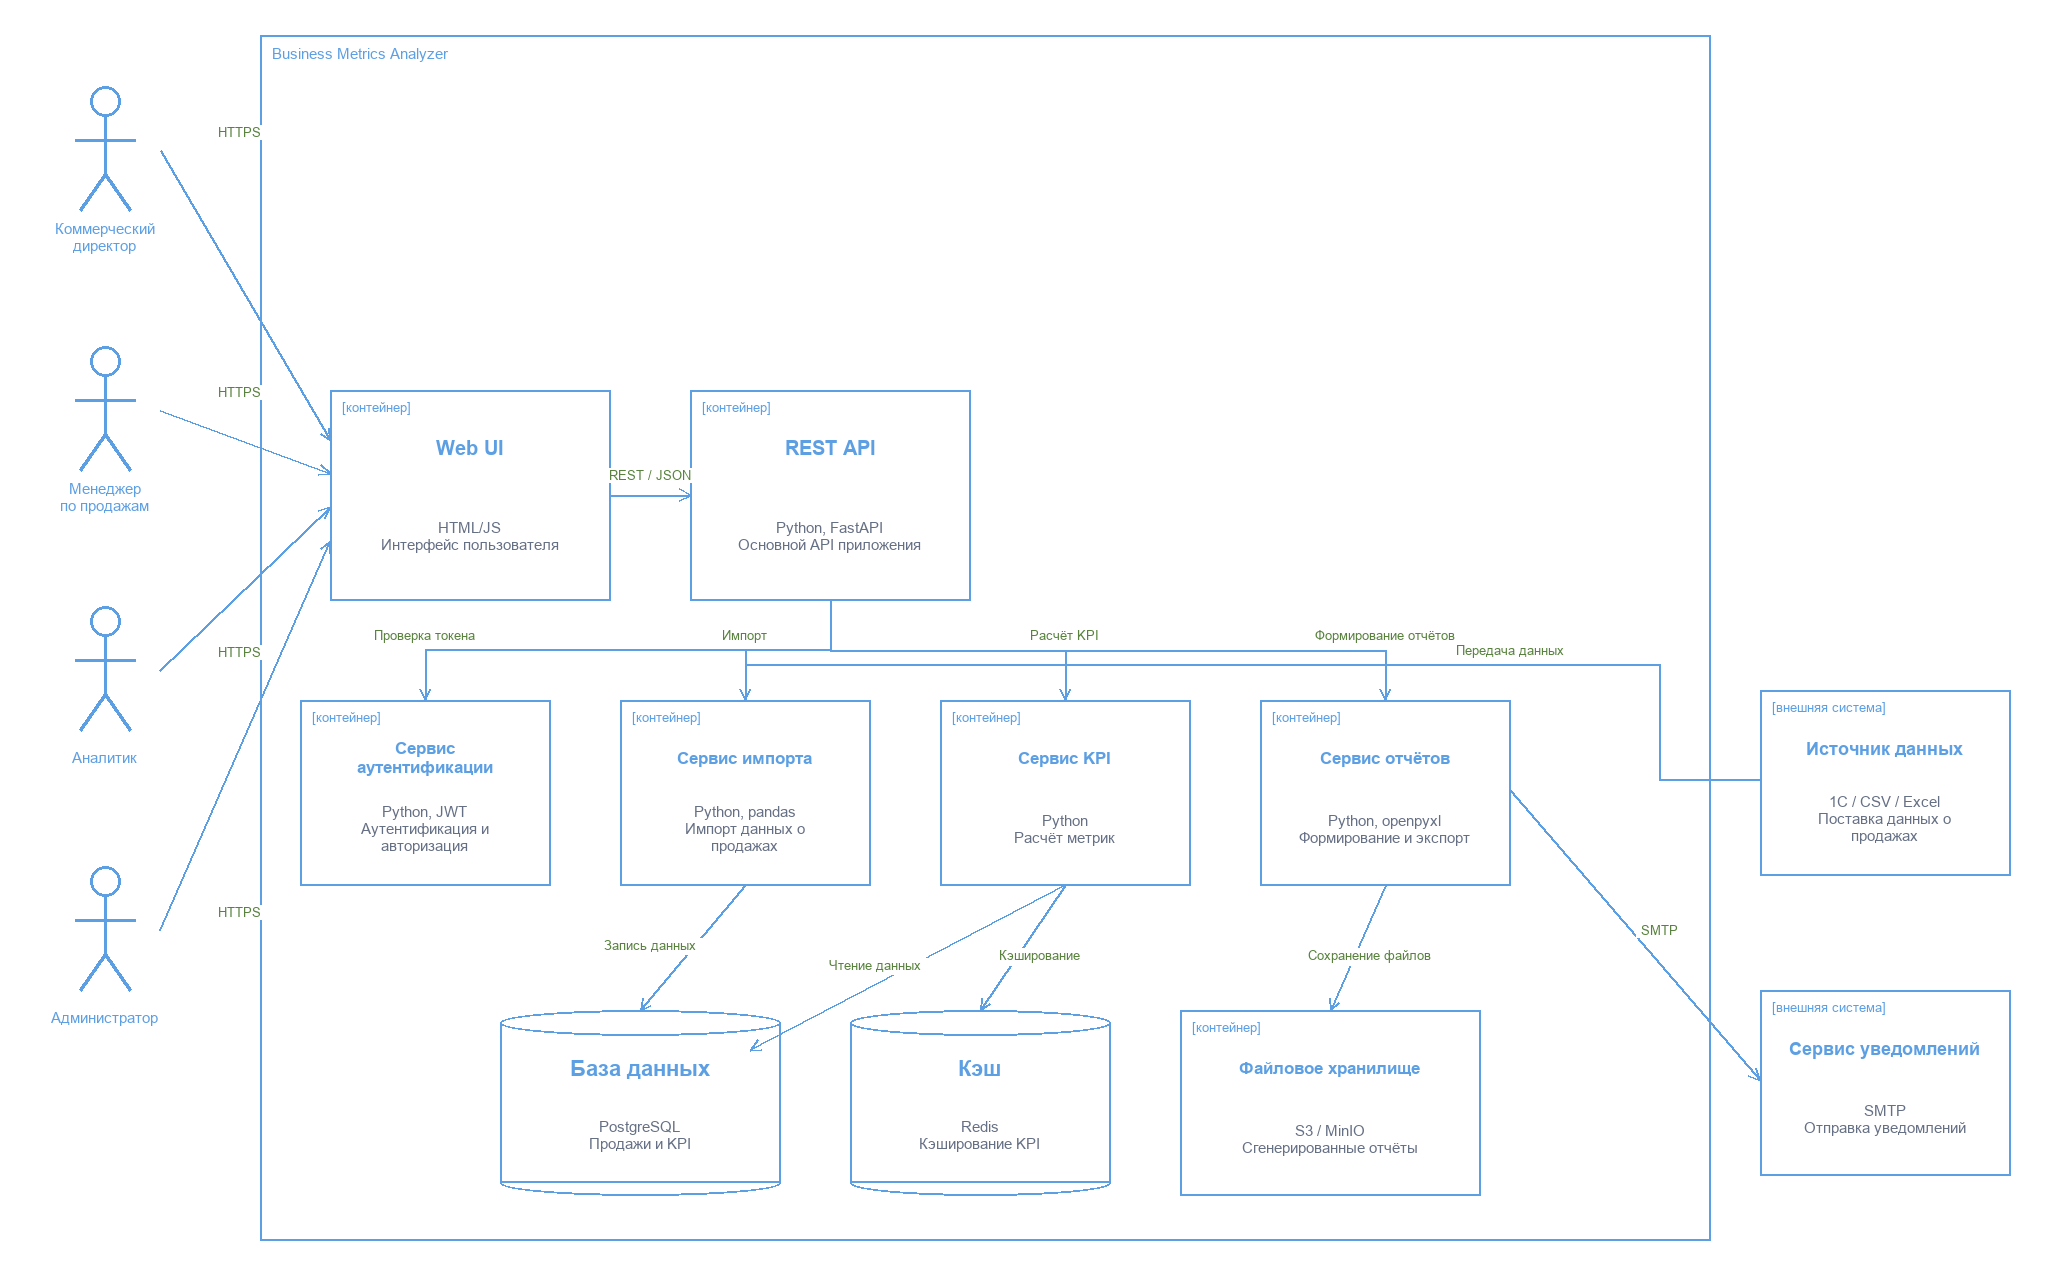 Business Metrics Analyzer
HTTPS
Коммерческий
директор
HTTPS
Менеджер
по продажам
[контейнер]
Web UI
HTML/JS
Интерфейс пользователя
REST / JSON
[контейнер]
REST API
Python, FastAPI
Основной API приложения
HTTPS
Аналитик
HTTPS
Администратор
Проверка токена
Импорт
Расчёт KPI
Формирование отчётов
Передача данных
[контейнер]
Сервис
аутентификации
Python, JWT
Аутентификация и
авторизация
[контейнер]
Сервис импорта
Python, pandas
Импорт данных о
продажах
[контейнер]
Сервис KPI
Python
Расчёт метрик
[контейнер]
Сервис отчётов
Python, openpyxl
Формирование и экспорт
[внешняя система]
Источник данных
1С / CSV / Excel
Поставка данных о
продажах
Запись данных
Чтение данных
Кэширование
Сохранение файлов
SMTP
База данных
PostgreSQL
Продажи и KPI
Кэш
Redis
Кэширование KPI
[контейнер]
Файловое хранилище
S3 / MinIO
Сгенерированные отчёты
[внешняя система]
Сервис уведомлений
SMTP
Отправка уведомлений